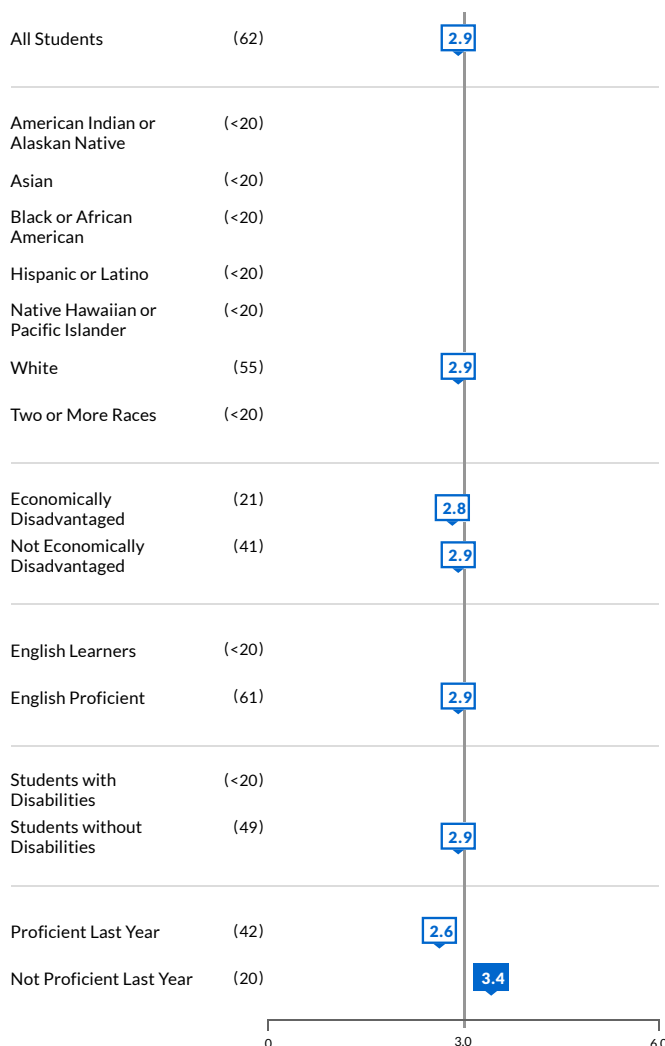 All Students (62) 2.9
American Indian or (<20)
Alaskan Native
Asian (<20)
Black or African (<20)
American
Hispanic or Latino (<20)
Native Hawaiian or (<20)
Pacific Islander
White (55) 2.9
Two or More Races (<20)
Economically (21) 2.8
Disadvantaged
Not Economically (41) 2.9
Disadvantaged
English Learners (<20)
English Proficient (61) 2.9
Students with (<20)
Disabilities
Students without (49) 2.9
Disabilities
Proficient Last Year (42) 2.6
Not Proficient Last Year (20) 3.4
0 3.0 6.0